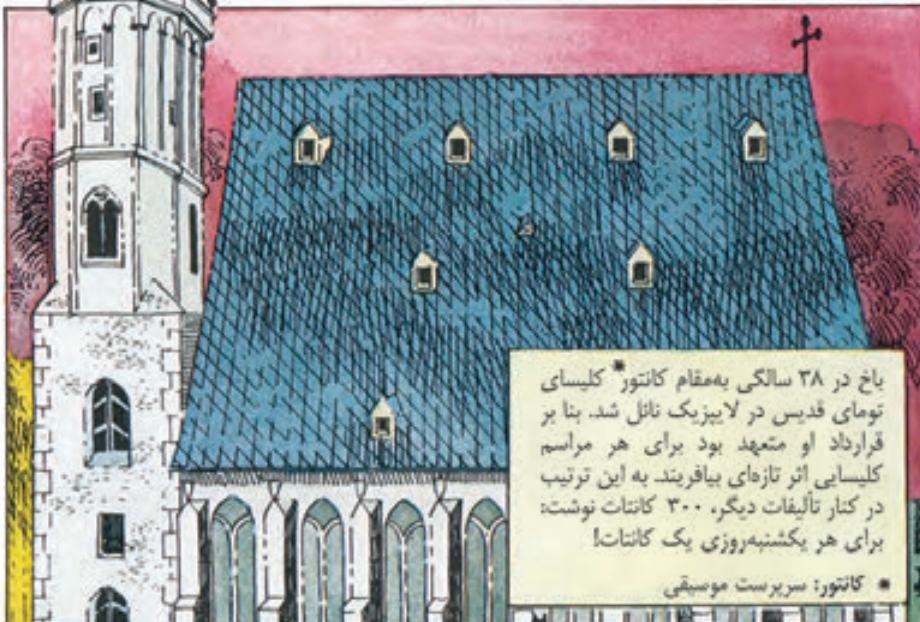 باخ در ۳۸ سالگی به‌مقام کانتور* کلیسای
تومای قدیس در لایپزیک نائل شد. بنا بر
قرارداد او متعهد بود برای هر مراسم
کلیسایی اثر تازه‌ای بیافریند. به این ترتیب
در کنار تألیفات دیگر، ۳۰۰ کانتات نوشت:
برای هر یکشنبه‌روزی یک کانتات!
* کانتور: سرپرست موسیقی